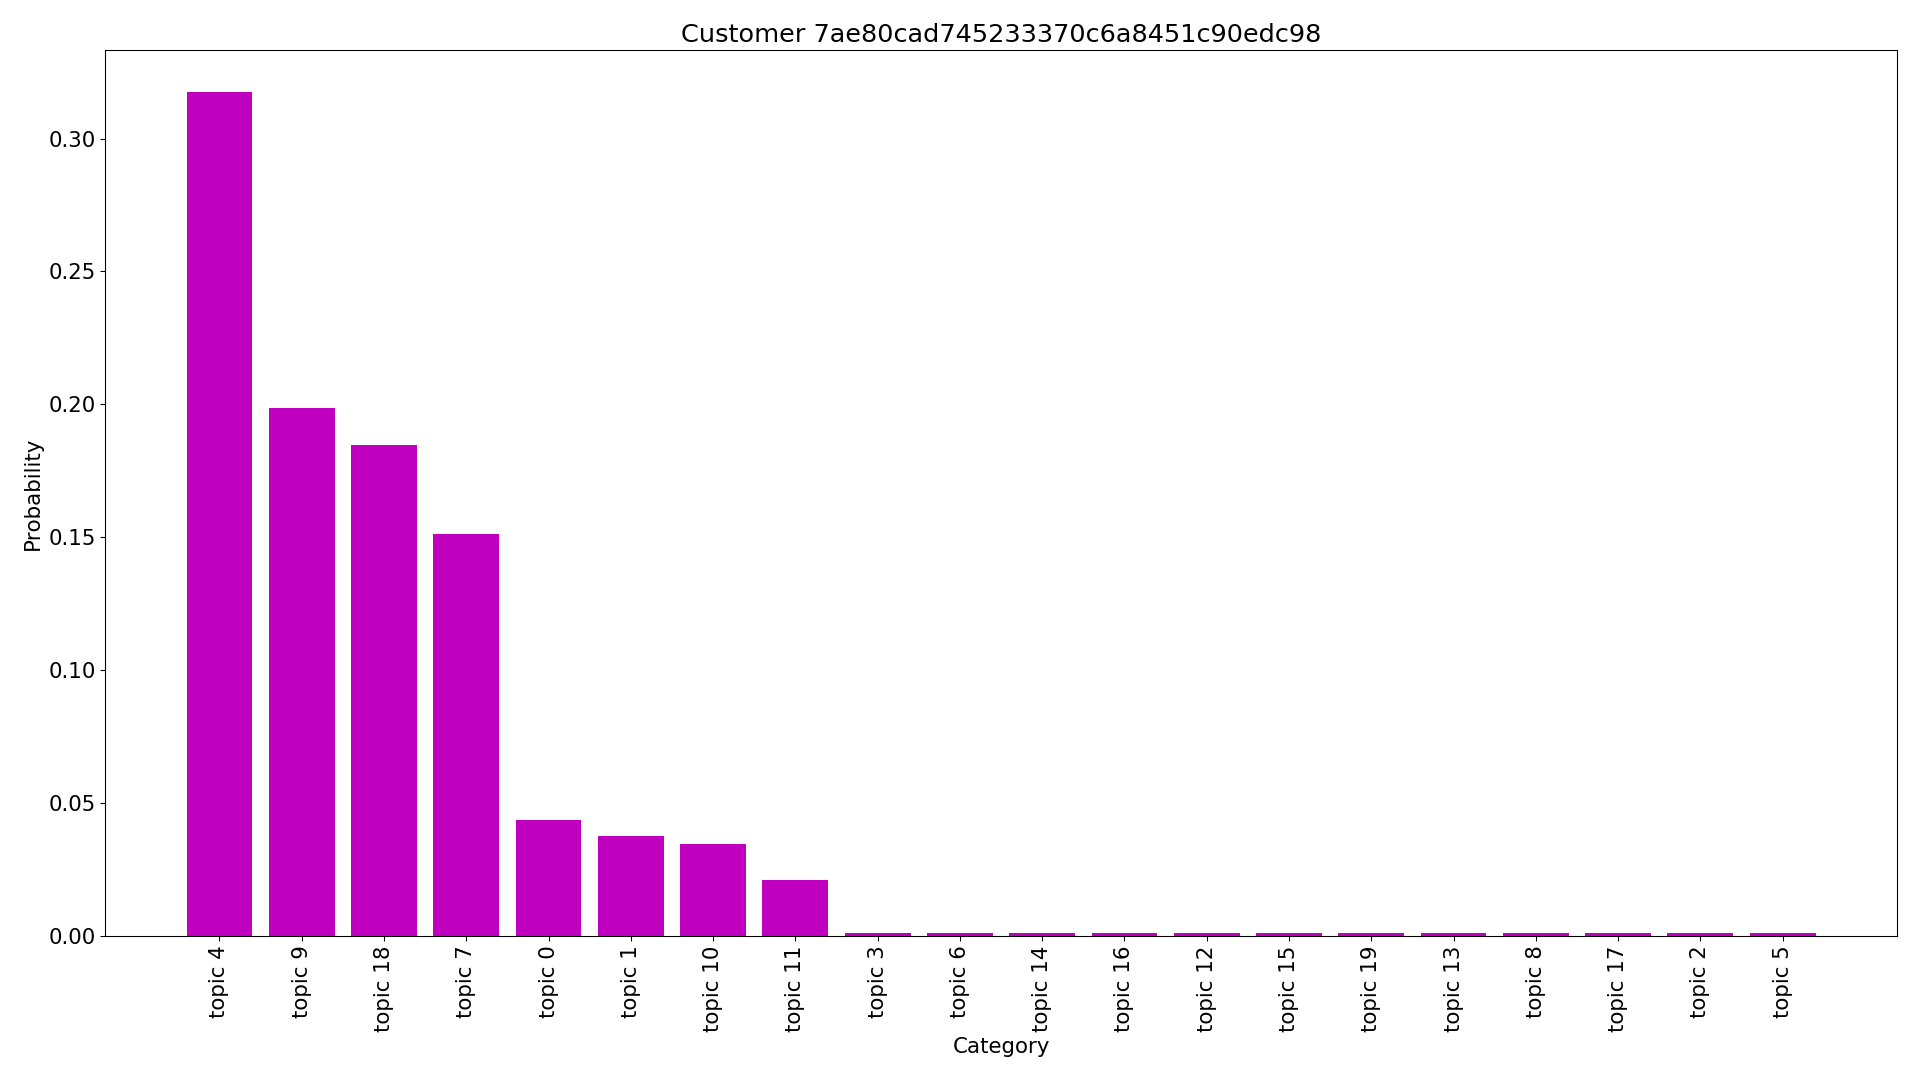 Customer 7ae80cad745233370c6a8451c90edc98
Probability
0.30
0.25
0.20
0.15
0.10
0.05
0.00
topic 4
topic 9
topic 18
topic 7
topic 0
topic 1
topic 10
topic 11
topic 3
topic 6
topic 14
topic 16
topic 12
topic 15
topic 19
topic 13
topic 8
topic 17
topic 2
topic 5
Category